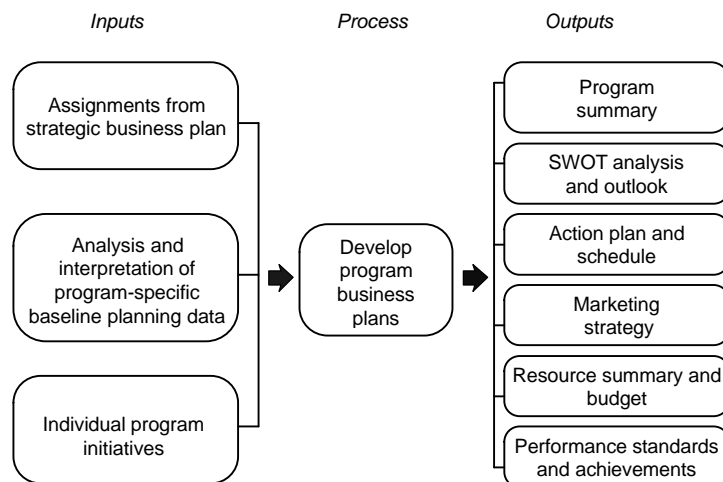 Inputs
Process
Outputs
Assignments from
strategic business plan
Analysis and
interpretation of
program-specific
baseline planning data
Individual program
initiatives
Develop
program
business
plans
Program
summary
SWOT analysis
and outlook
Action plan and
schedule
Marketing
strategy
Resource summary and
budget
Performance standards
and achievements